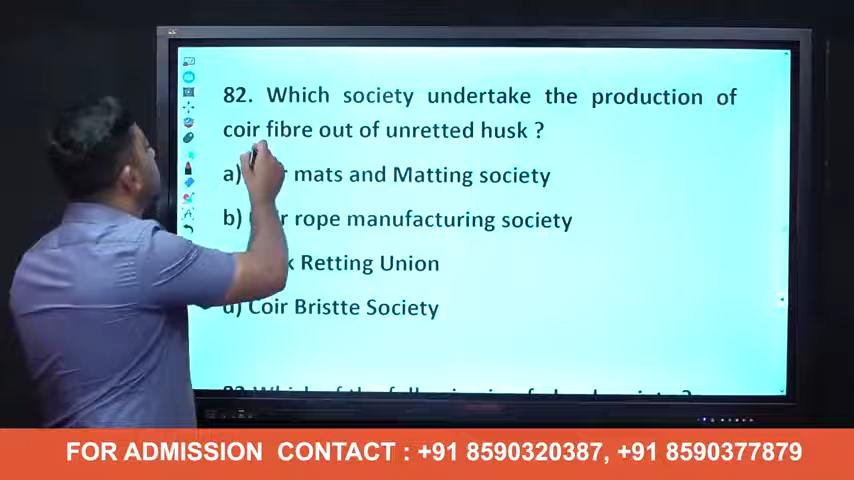 82. Which society undertake the production of
coir fibre out of unretted husk ?
a) mats and Matting society
b) rope manufacturing society
Retting Union
d) Coir Bristte Society
FOR ADMISSION CONTACT : +91 8590320387, +91 8590377879